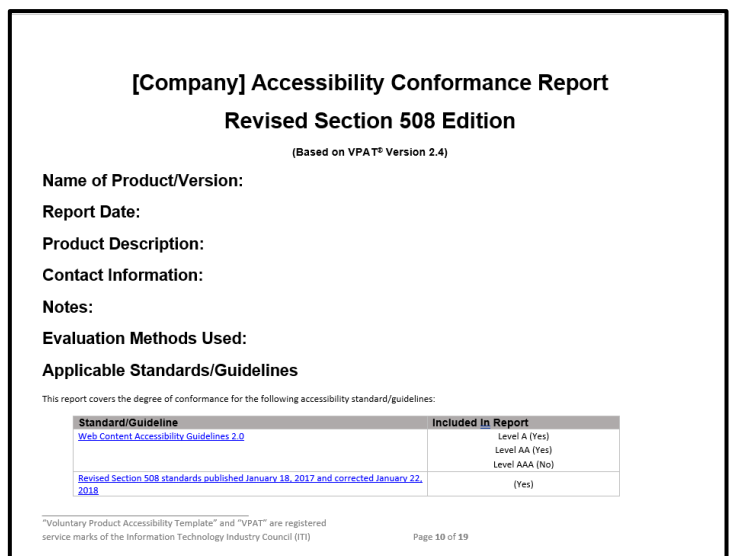 [Company] Accessibility Conformance Report
Revised Section 508 Edition
(Based on VPAT® Version 2.4)
Name of Product/Version:
Report Date:
Product Description:
Contact Information:
Notes:
Evaluation Methods Used:
Applicable Standards/Guidelines
This report covers the degree of conformance for the following accessibility standard/guidelines:
Standard/Guideline Included In Report
Web Content Accessibility Guidelines 2.0 Level A (Yes)
Level AA (Yes)
Level AAA (No)
Revised Section 508 standards published January 18, 2017 and corrected January 22,
2018 (Yes)
"Voluntary Product Accessibility Template" and "VPAT" are registered
service marks of the Information Technology Industry Council (ITI) Page 10 of 19